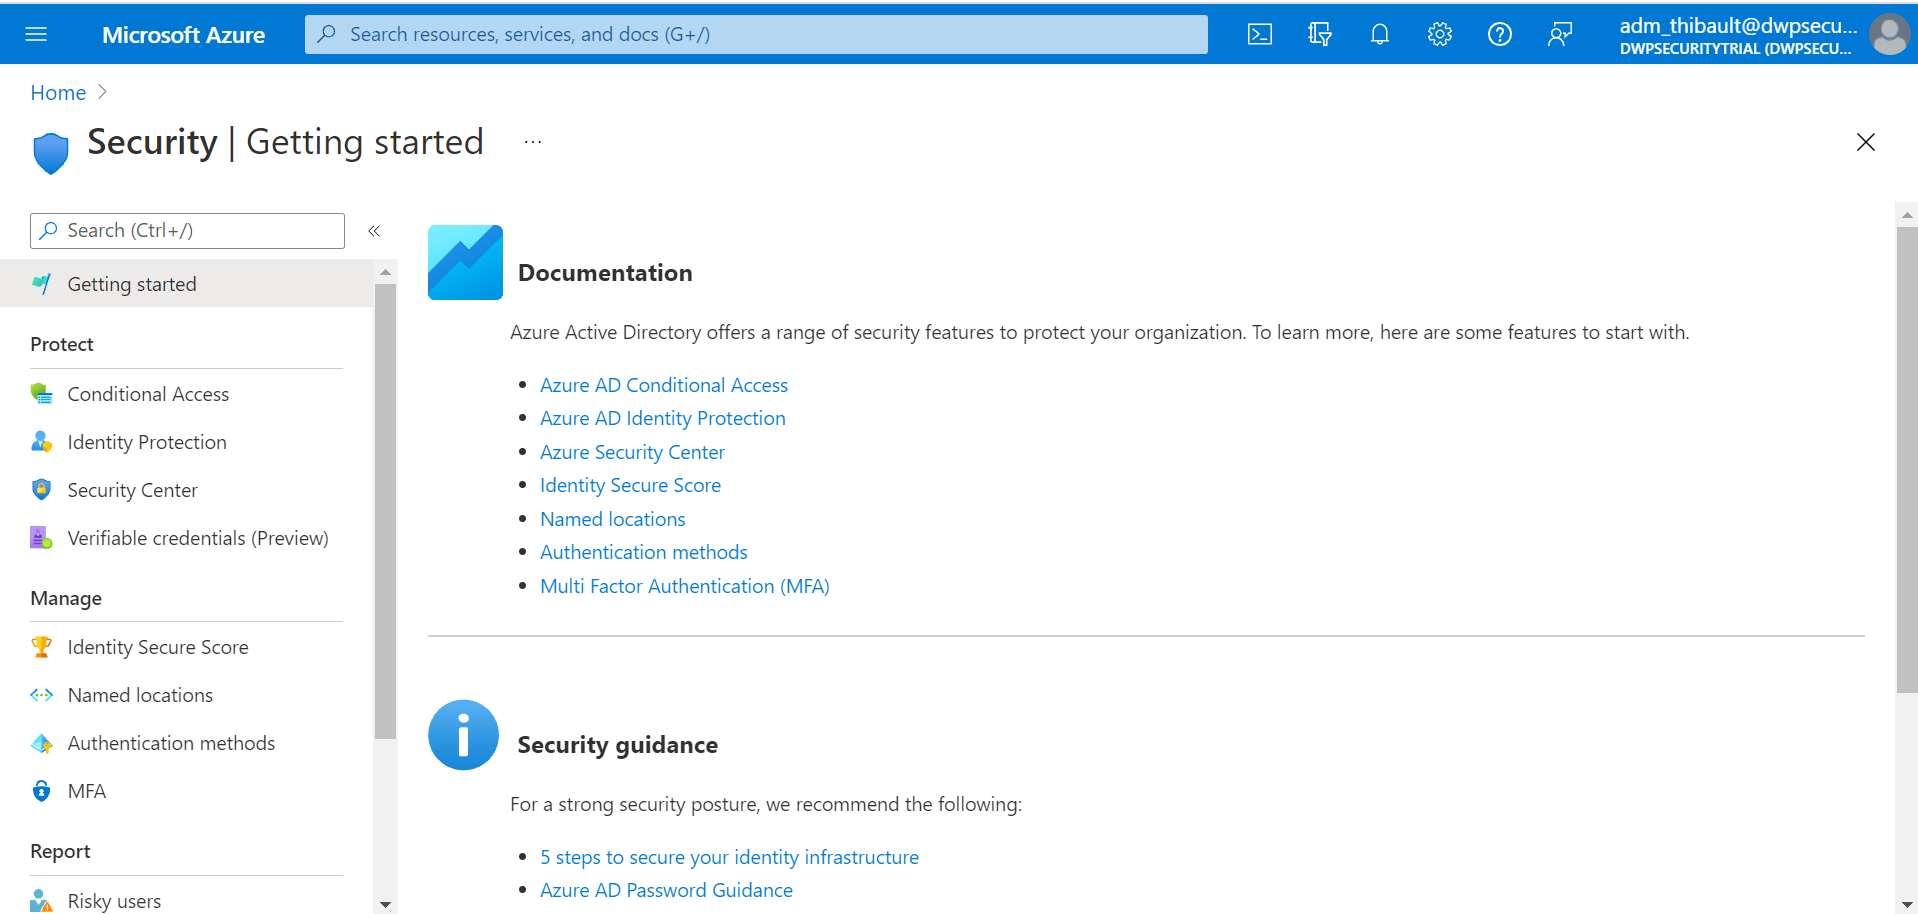 Microsoft Azure
Search resources, services, and docs (G+/)
adm_thibault@dwpsecu...
DWPSECURITYTRIAL (DWPSECU...
Home
Security | Getting started
...
Search (Ctrl+/)
Getting started
Protect
Conditional Access
Identity Protection
Security Center
Verifiable credentials (Preview)
Manage
Identity Secure Score
Named locations
Authentication methods
MFA
Report
Risky users
Documentation
Azure Active Directory offers a range of security features to protect your organization. To learn more, here are some features to start with.
Azure AD Conditional Access
Azure AD Identity Protection
Azure Security Center
Identity Secure Score
Named locations
Authentication methods
Multi Factor Authentication (MFA)
Security guidance
For a strong security posture, we recommend the following:
5 steps to secure your identity infrastructure
Azure AD Password Guidance